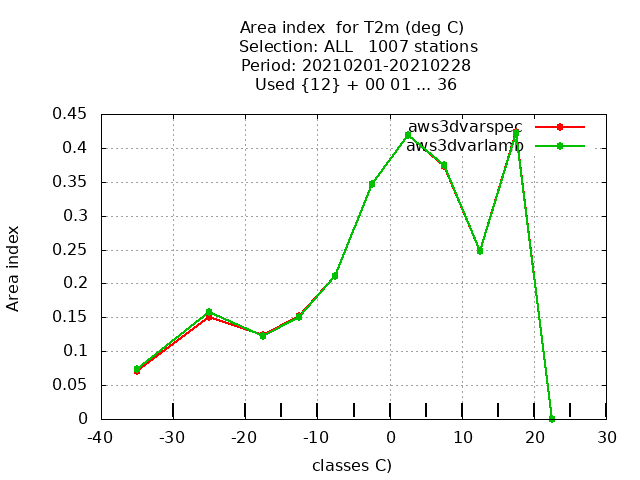 Area index  for T2m (deg C)
Selection: ALL   1007 stations
Period: 20210201-20210228
Used {12} + 00 01 ... 36
aws3dvarspec
aws3dvarlamb
0.45
0.4
0.35
0.3
0.25
0.2
0.15
0.1
0.05
0
Area index
-40 -30 -20 -10 0 10 20 30
classes C)